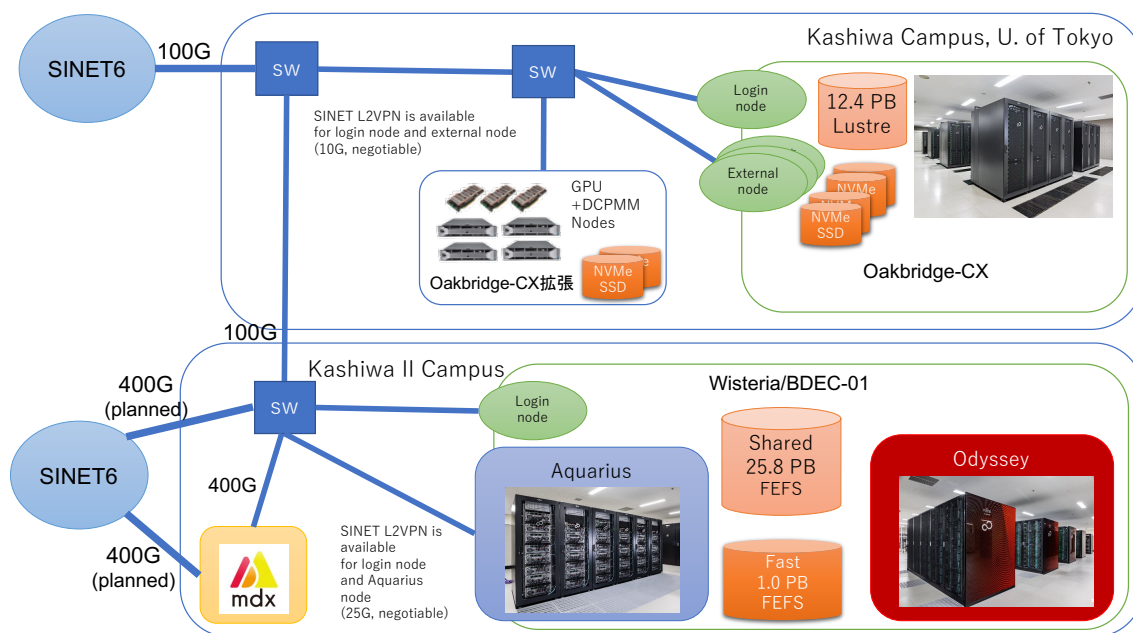 SINET6
100G
SW
SW
Kashiwa Campus, U. of Tokyo
Login
node
12.4 PB
Lustre
SINET L2VPN is available
for login node and external node
(10G, negotiable)
External
node
NVMe
NVMe
SSD
GPU
+DCPMM
Nodes
NVMe
SSD
Oakbridge-CX拡張
Oakbridge-CX
100G
Kashiwa II Campus
400G
(planned)
SW
Login
node
Wisteria/BDEC-01
SINET6
400G
400G
(planned)
mdx
SINET L2VPN is
available
for login node
and Aquarius
node
(25G, negotiable)
Aquarius
Shared
25.8 PB
FEFS
Fast
1.0 PB
FEFS
Odyssey